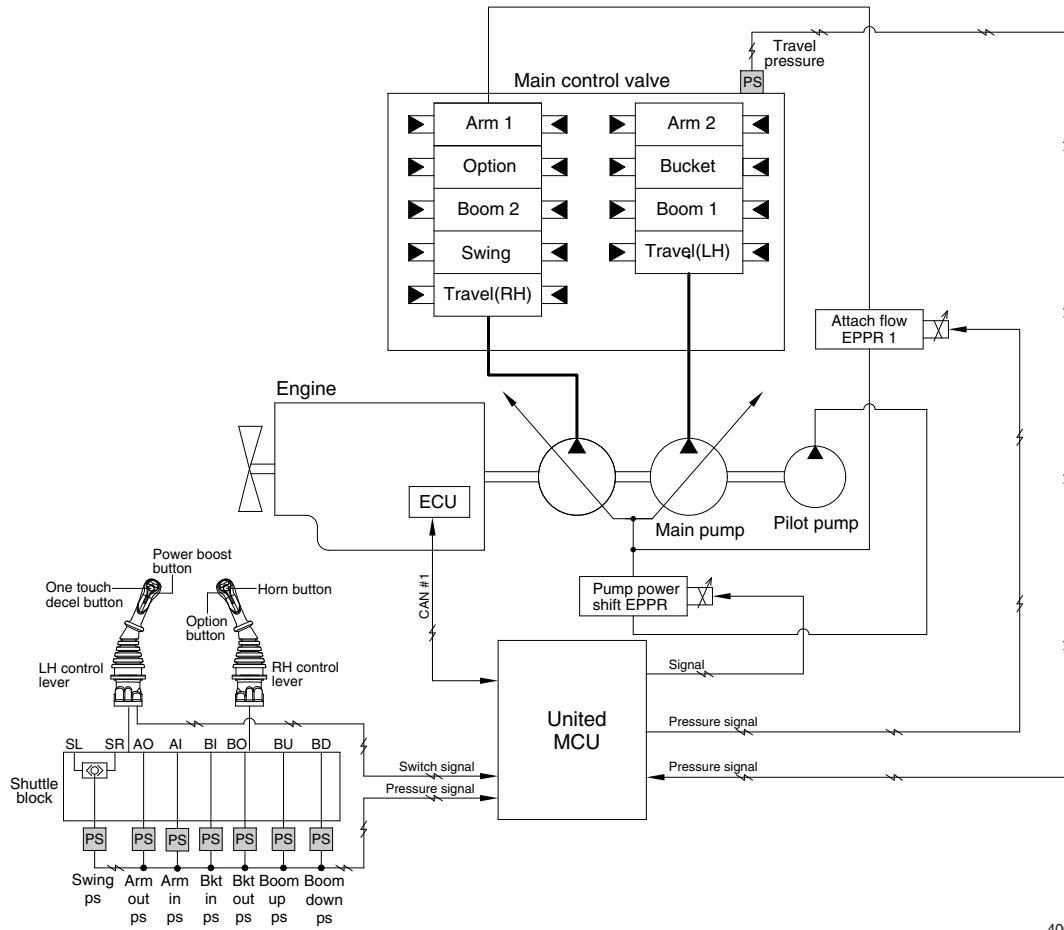 Travel
pressure
PS
Main control valve
Arm 1
Option
Boom 2
Swing
Travel(RH)
Arm 2
Bucket
Boom 1
Travel(LH)
Attach flow
EPPR 1
Engine
ECU
Main pump
Pilot pump
Pump power
shift EPPR
CAN #1
Power boost
button
One touch
decel button
Horn button
Option
button
LH control
lever
RH control
lever
United
MCU
Signal
Pressure signal
Pressure signal
Switch signal
Pressure signal
SL SR AO AI BI BO BU BD
Shuttle
block
PS PS PS PS PS PS PS
Swing
ps
Arm
out
ps
Arm
in
ps
Bkt
in
ps
Bkt
out
ps
Boom
up
ps
Boom
down
ps